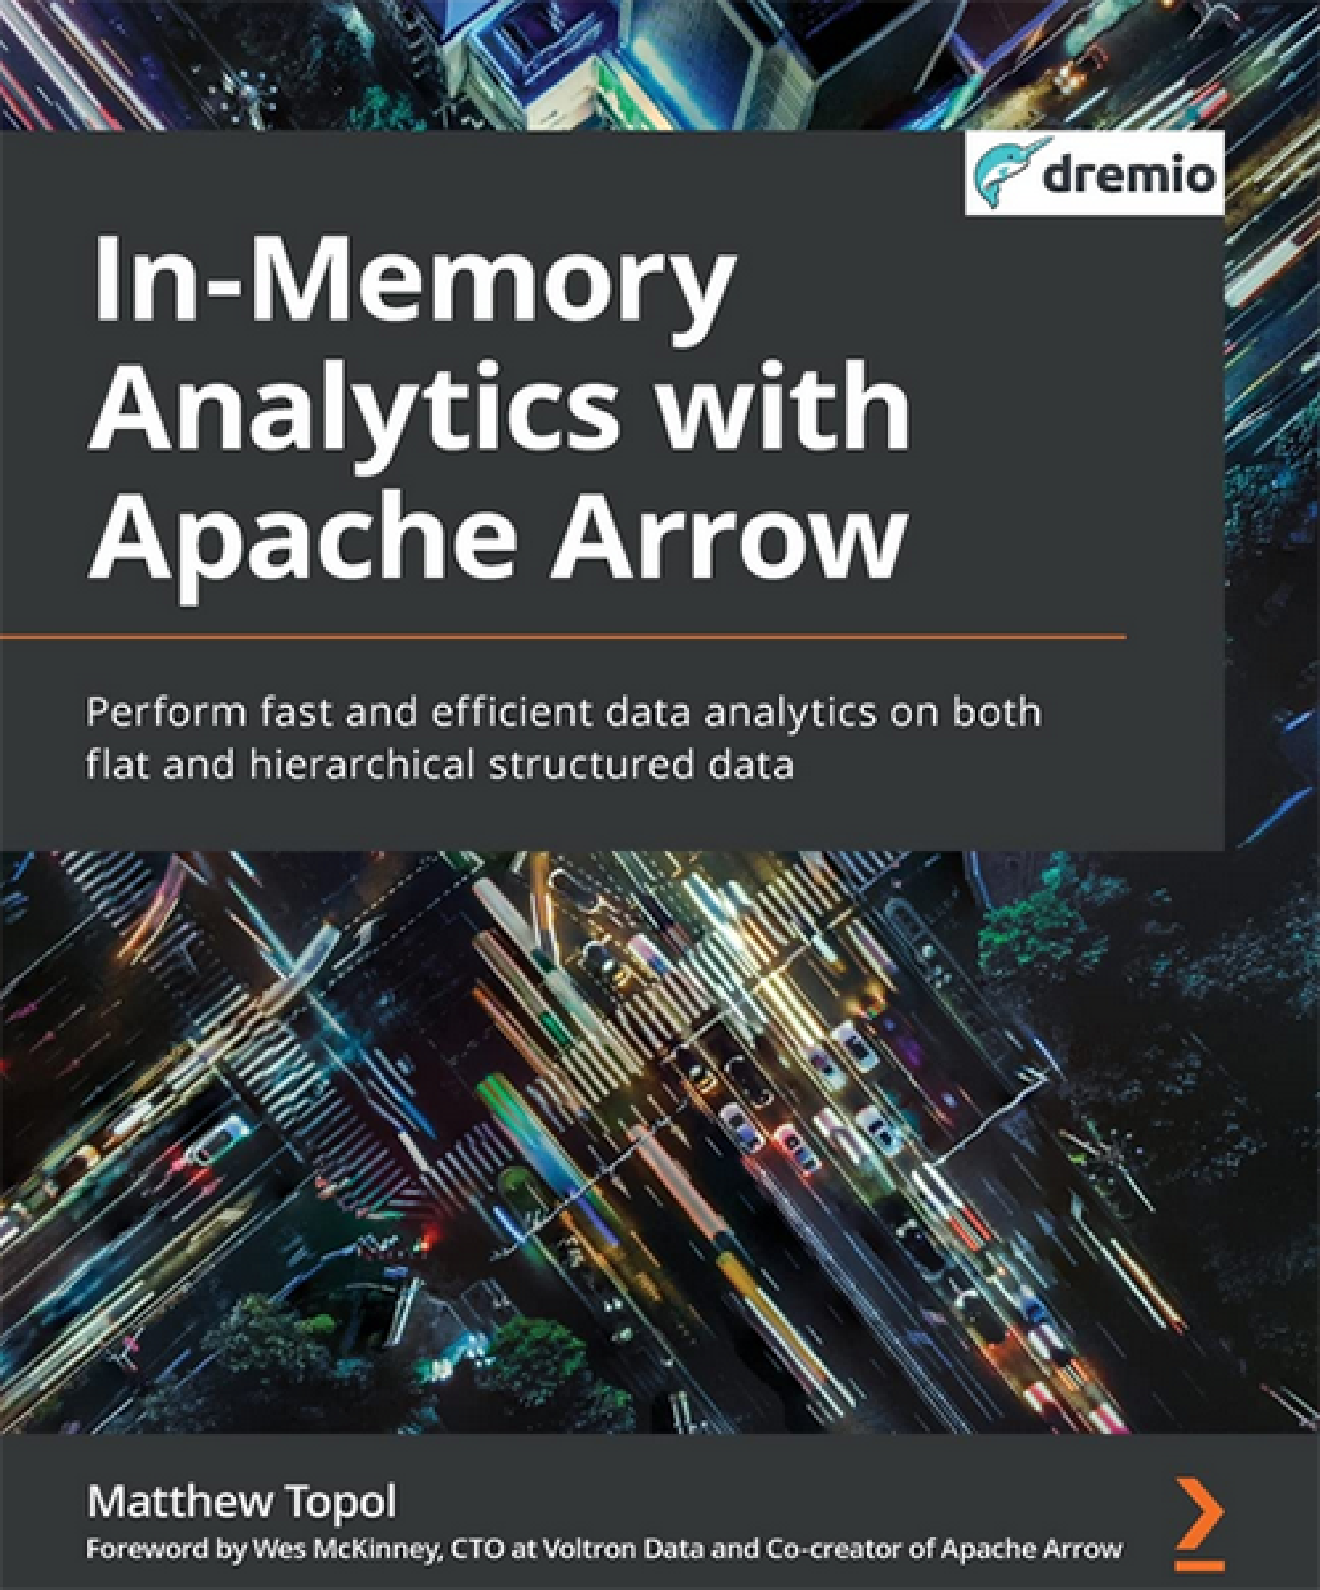 dremio
In-Memory
Analytics with
Apache Arrow
Perform fast and efficient data analytics on both
flat and hierarchical structured data
Matthew Topol
Foreword by Wes McKinney, CTO at Voltron Data and Co-creator of Apache Arrow